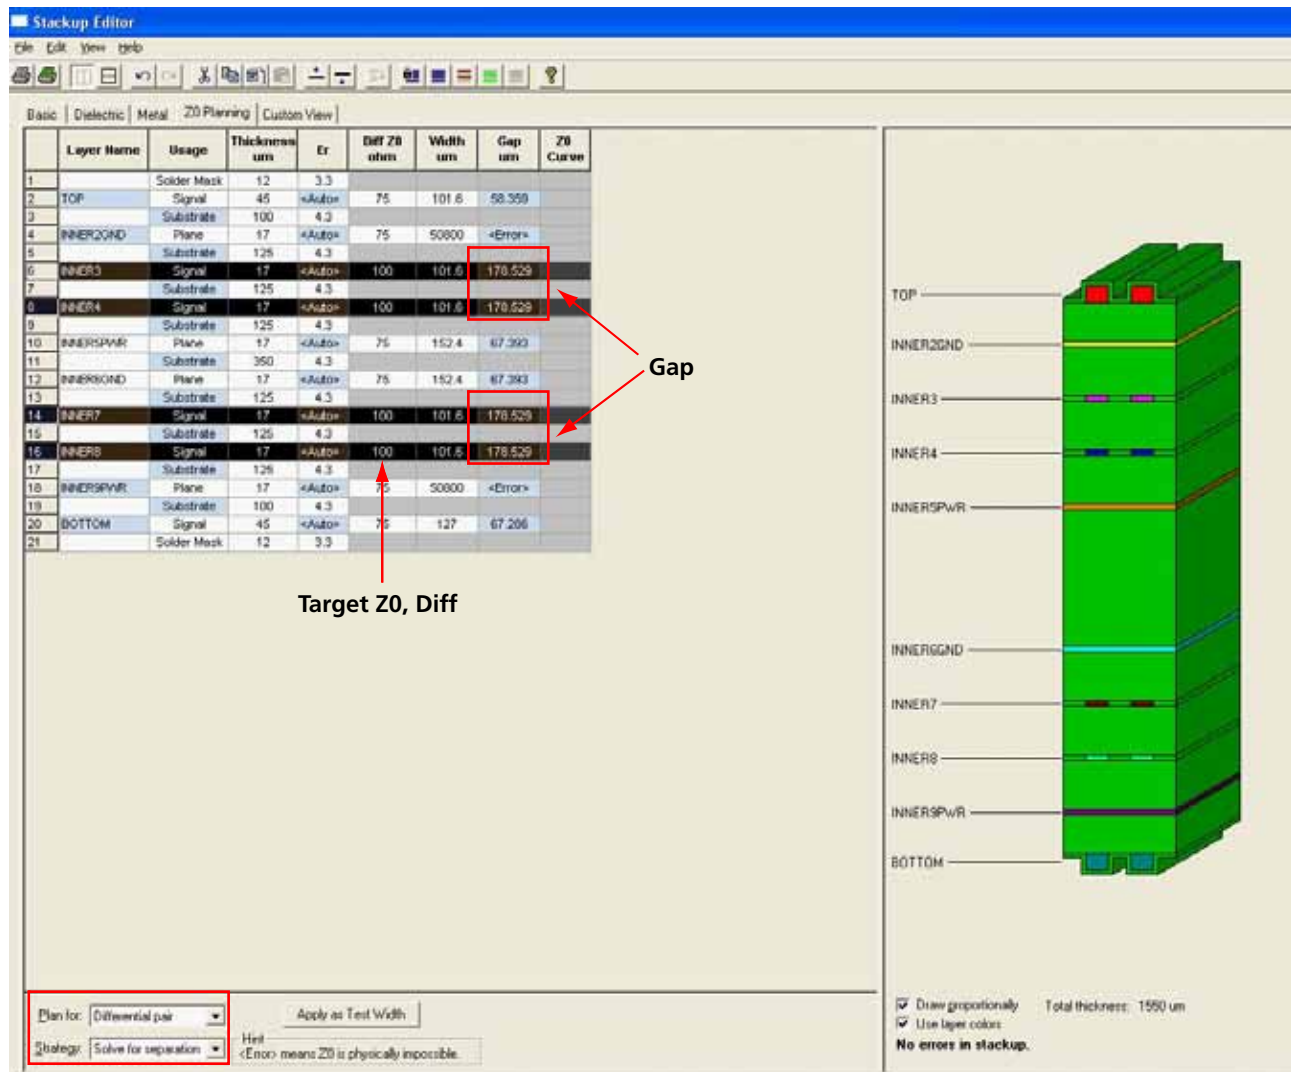 Stackup Editor
File Edit View Help
Basic Dielectric Metal Z0 Planning Custom View
Layer Name Usage Thickness um Er Diff Z0 ohm Width um Gap um Z0 Curve
1 Solder Mask 12 3.3
2 TOP Signal 45 <Auto> 75 101.6 58.359
3 Substrate 100 4.3
4 INNER2GND Plane 17 <Auto> 75 50800 <Error>
5 Substrate 125 4.3
6 INNER3 Signal 17 <Auto> 100 101.6 178.529
7 Substrate 125 4.3
8 INNER4 Signal 17 <Auto> 100 101.6 178.529
9 Substrate 125 4.3
10 INNER5PWR Plane 17 <Auto> 75 152.4 67.393
11 Substrate 350 4.3
12 INNER6GND Plane 17 <Auto> 75 152.4 67.393
13 Substrate 125 4.3
14 INNER7 Signal 17 <Auto> 100 101.6 178.529
15 Substrate 125 4.3
16 INNER8 Signal 17 <Auto> 100 101.6 178.529
17 Substrate 125 4.3
18 INNER9PWR Plane 17 <Auto> 75 50800 <Error>
19 Substrate 100 4.3
20 BOTTOM Signal 45 <Auto> 75 127 67.206
21 Solder Mask 12 3.3
Gap
Target Z0, Diff
TOP
INNER2GND
INNER3
INNER4
INNER5PWR
INNER6GND
INNER7
INNER8
INNER9PWR
BOTTOM
Plan for: Differential pair
Strategy: Solve for separation
Apply as Test Width
Hint
<Error> means Z0 is physically impossible.
Draw proportionally Total thickness: 1550 um
Use layer colors
No errors in stackup.